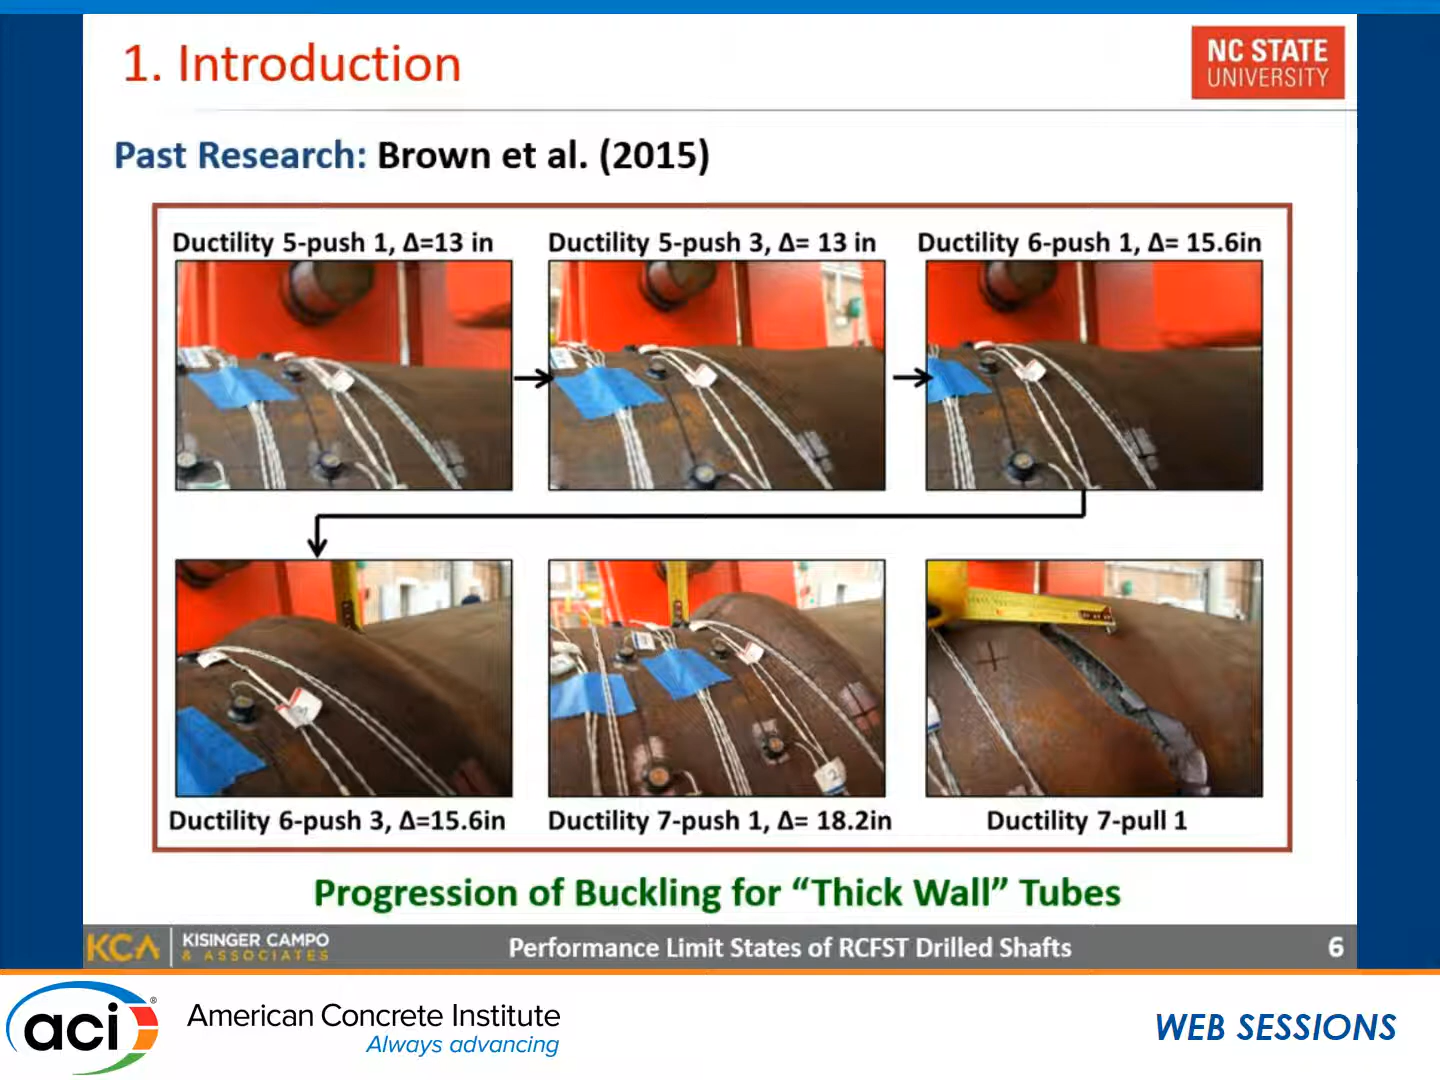 1. Introduction
NC STATE
UNIVERSITY
Past Research: Brown et al. (2015)
Ductility 5-push 1, Δ=13 in
Ductility 5-push 3, Δ= 13 in
Ductility 6-push 1, Δ= 15.6in
Ductility 6-push 3, Δ=15.6in
Ductility 7-push 1, Δ= 18.2in
Ductility 7-pull 1
Progression of Buckling for “Thick Wall” Tubes
KCA
KISINGER CAMPO
& ASSOCIATES
Performance Limit States of RCFST Drilled Shafts
6
aci®
American Concrete Institute
Always advancing
WEB SESSIONS